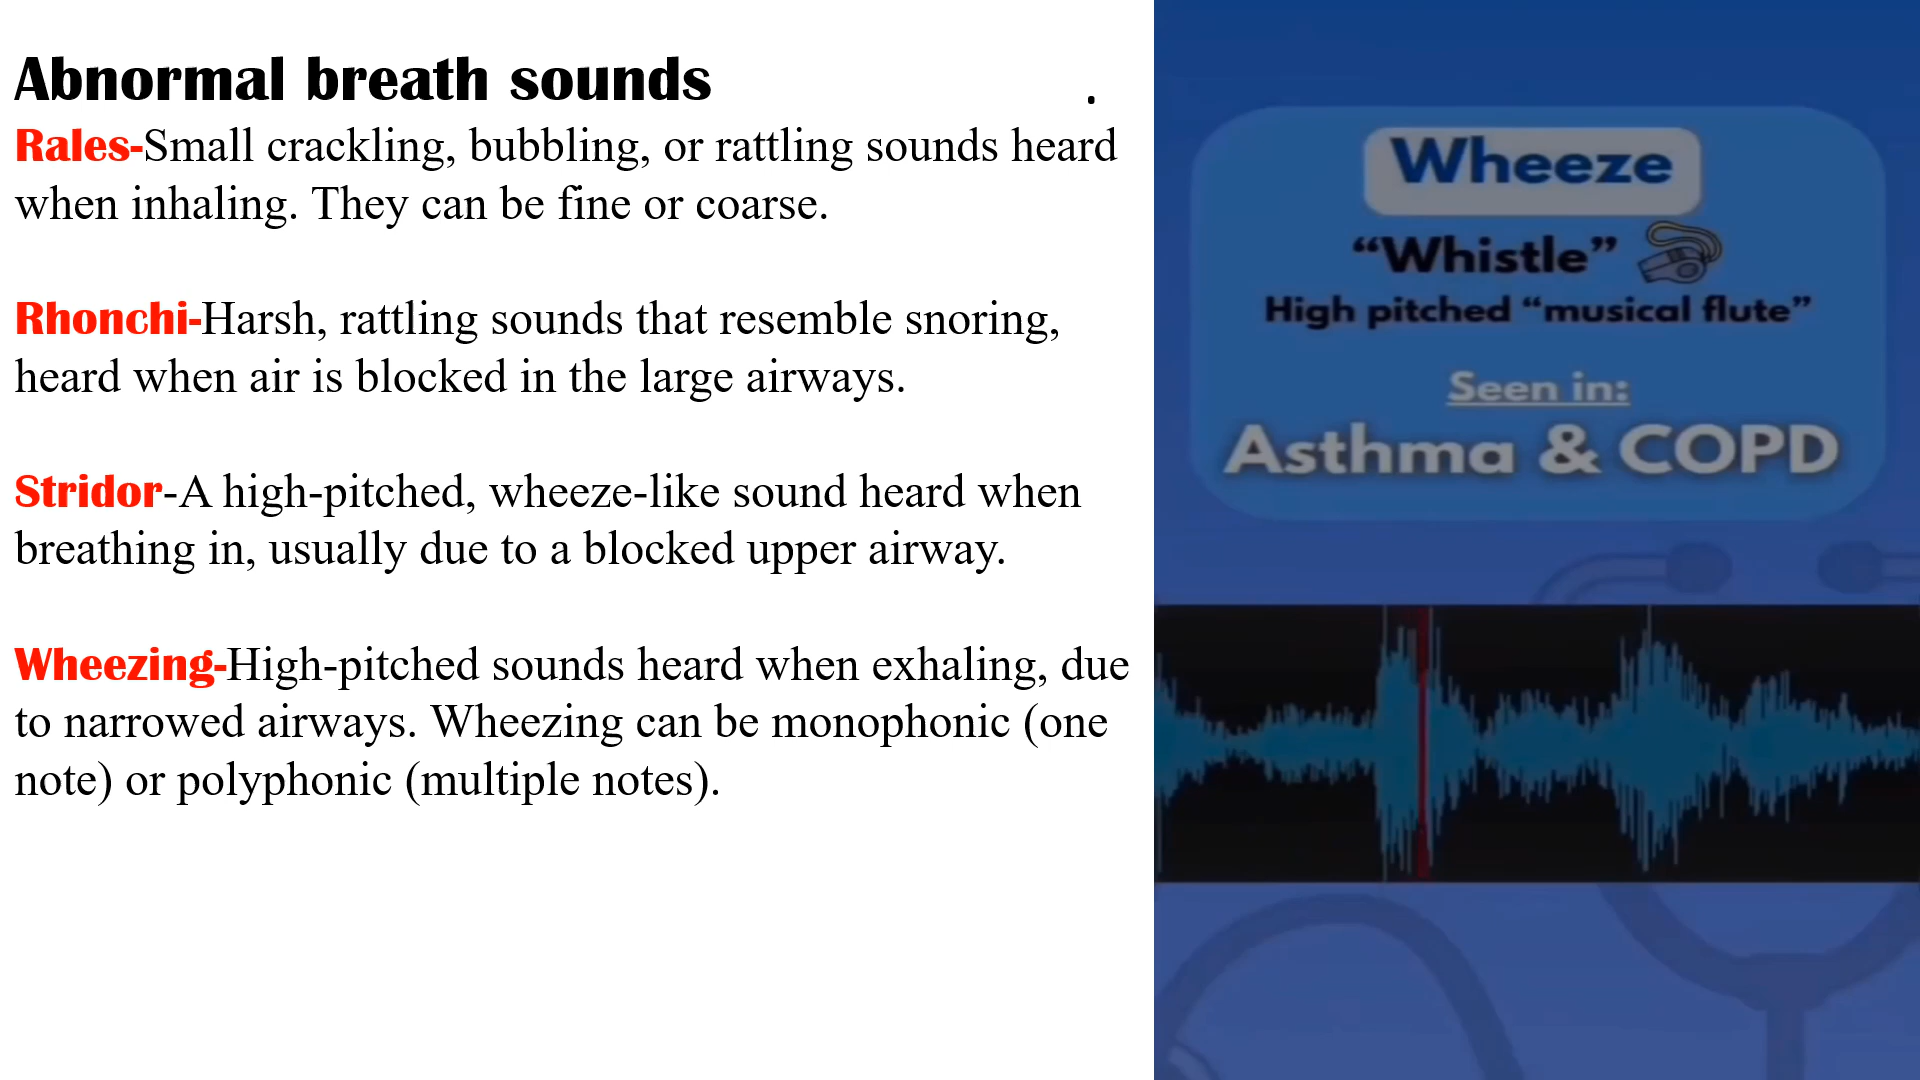 Abnormal breath sounds .
Rales-Small crackling, bubbling, or rattling sounds heard
when inhaling. They can be fine or coarse.
Rhonchi-Harsh, rattling sounds that resemble snoring,
heard when air is blocked in the large airways.
Stridor-A high-pitched, wheeze-like sound heard when
breathing in, usually due to a blocked upper airway.
Wheezing-High-pitched sounds heard when exhaling, due
to narrowed airways. Wheezing can be monophonic (one
note) or polyphonic (multiple notes).
Wheeze
“Whistle”
High pitched “musical flute”
Seen in:
Asthma & COPD